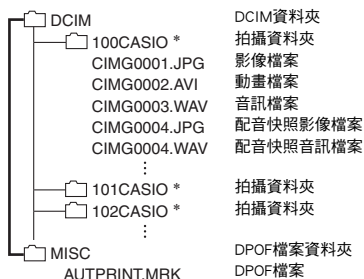 DCIM DCIM資料夾
100CASIO * 拍攝資料夾
CIMG0001.JPG 影像檔案
CIMG0002.AVI 動畫檔案
CIMG0003.WAV 音訊檔案
CIMG0004.JPG 配音快照影像檔案
CIMG0004.WAV 配音快照音訊檔案
⋮
101CASIO * 拍攝資料夾
102CASIO * 拍攝資料夾
⋮
MISC DPOF檔案資料夾
AUTPRINT.MRK DPOF檔案